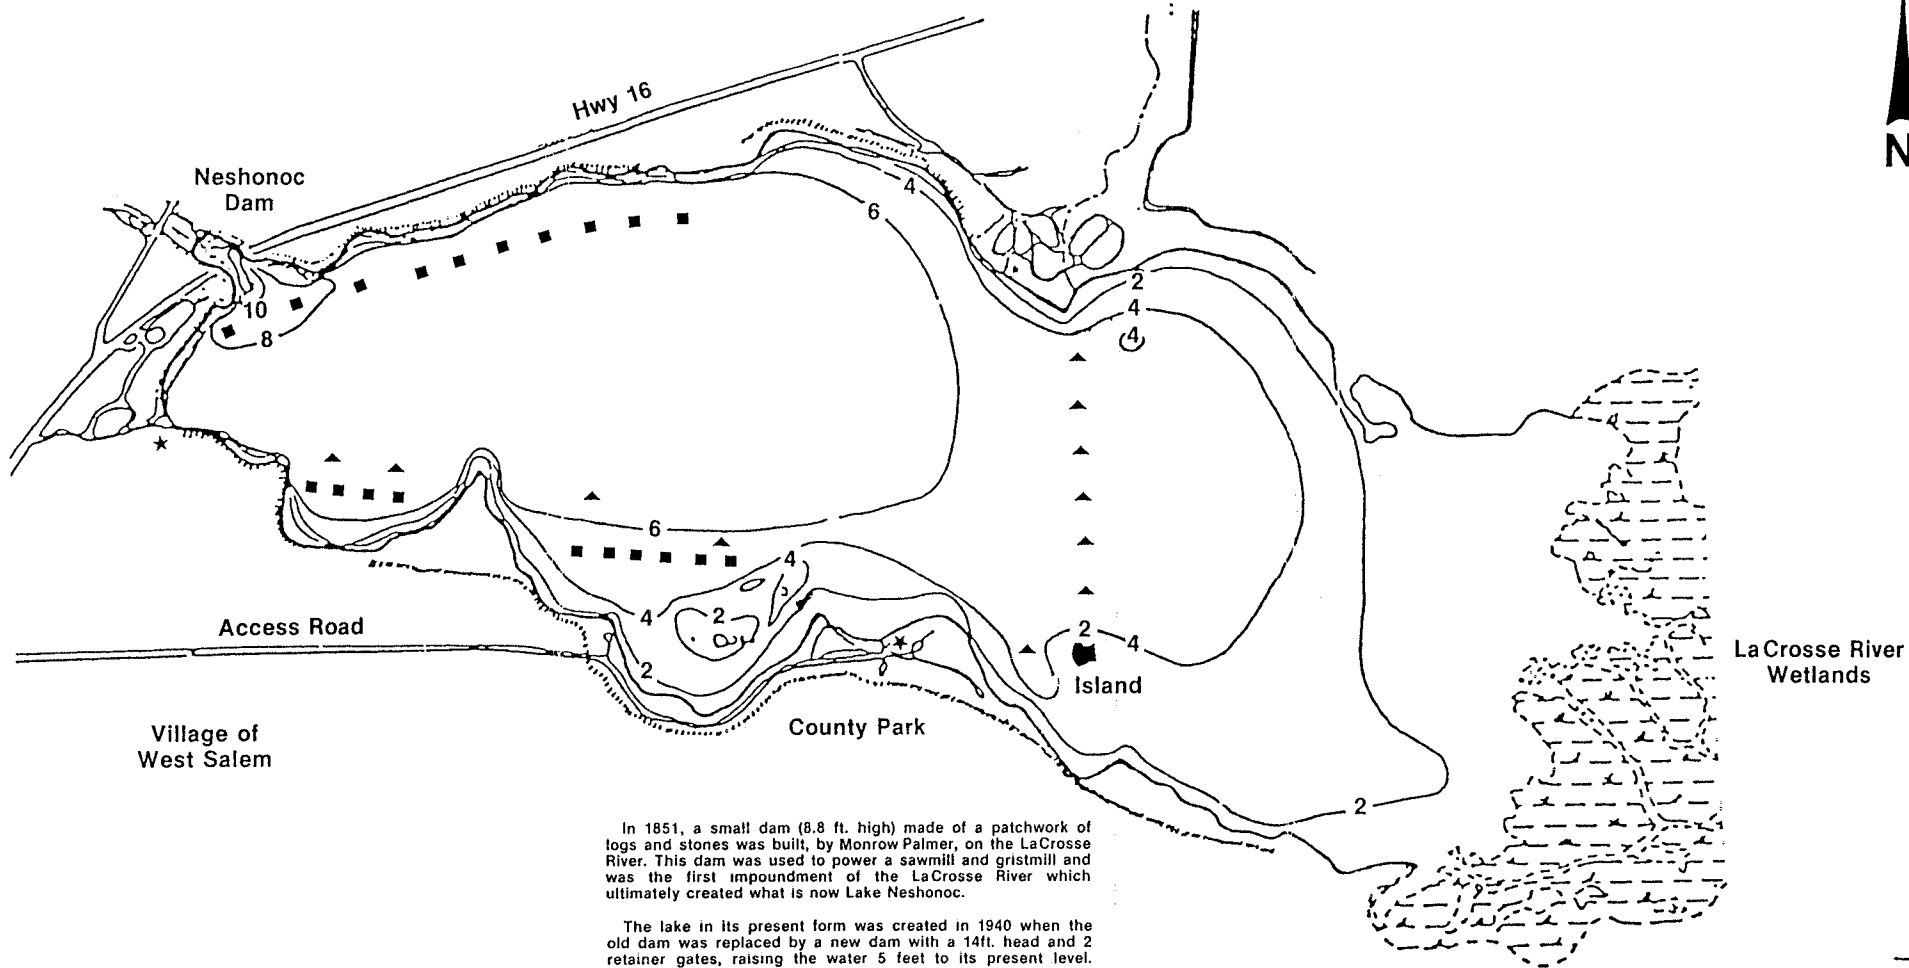 Hwy 16
N
Neshonoc
Dam
4
6
10
8
2
4
4
6
4
4
2
3
2
2
4
Access Road
LaCrosse River
Wetlands
Island
County Park
Village of
West Salem
2
In 1851, a small dam (8.8 ft. high) made of a patchwork of
logs and stones was built, by Monrow Palmer, on the LaCrosse
River. This dam was used to power a sawmill and gristmill and
was the first impoundment of the LaCrosse River which
ultimately created what is now Lake Neshonoc.
The lake in its present form was created in 1940 when the
old dam was replaced by a new dam with a 14ft. head and 2
retainer gates, raising the water 5 feet to its present level.